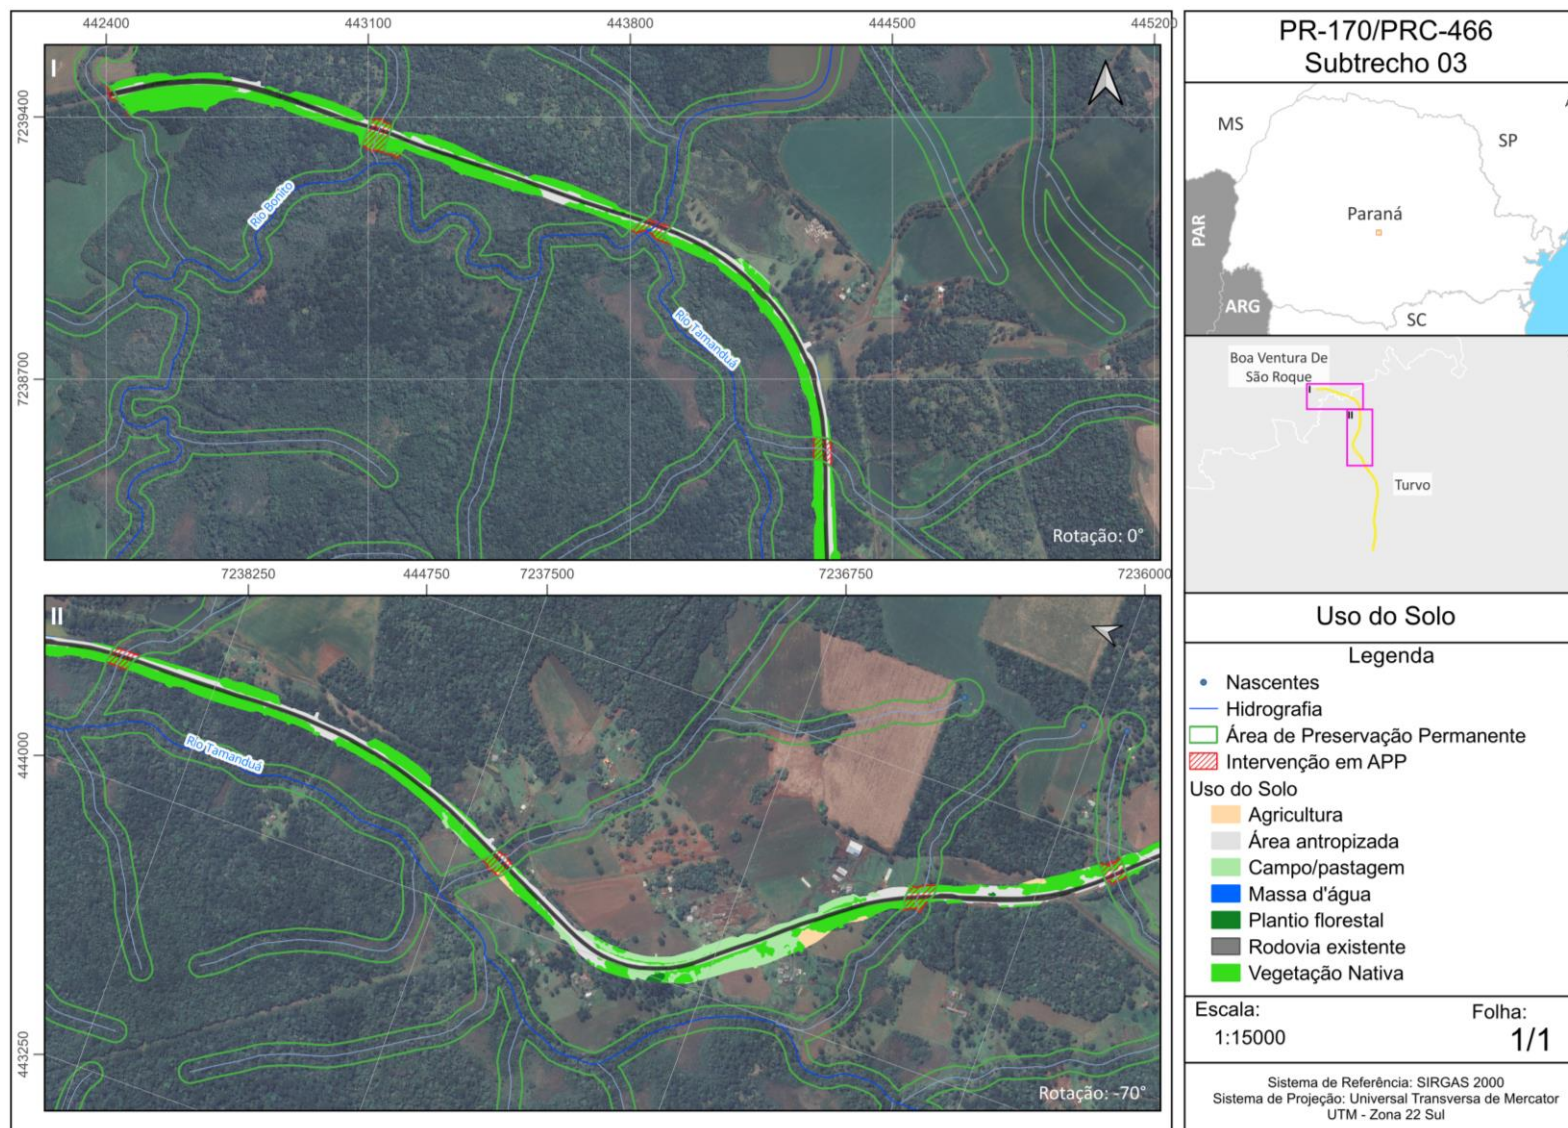 442400
443100
443800
444500
445200
7239400
7238700
I
Rio Bonito
Rio Tamanduá
Rotação: 0°
7238250
444750
7237500
7236750
7236000
444000
443250
II
Rio Tamanduá
Rotação: -70°
PR-170/PRC-466
Subtrecho 03
MS
SP
PAR
Paraná
ARG
SC
Boa Ventura De
São Roque
I
II
Turvo
Uso do Solo
Legenda
Nascentes
Hidrografia
Área de Preservação Permanente
Intervenção em APP
Uso do Solo
Agricultura
Área antropizada
Campo/pastagem
Massa d'água
Plantio florestal
Rodovia existente
Vegetação Nativa
Escala:
1:15000
Folha:
1/1
Sistema de Referência: SIRGAS 2000
Sistema de Projeção: Universal Transversa de Mercator
UTM - Zona 22 Sul